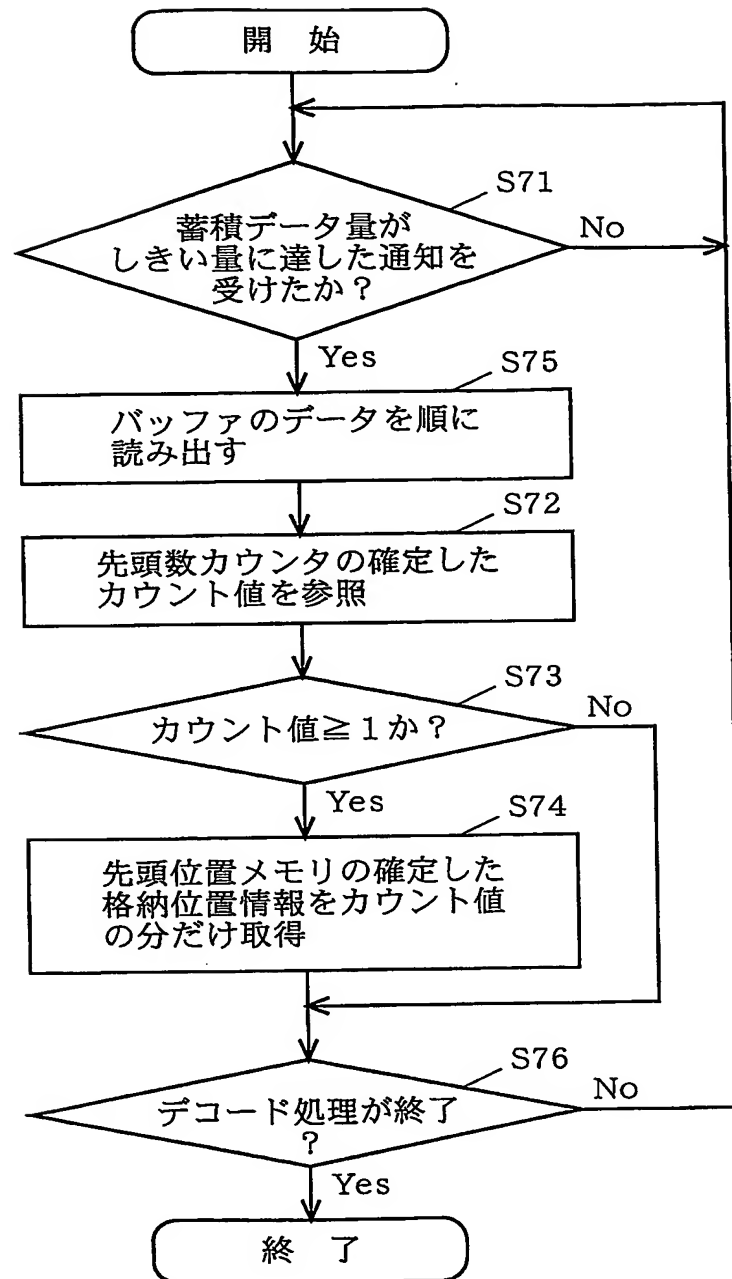 開 始
S71
蓄積データ量が
しきい量に達した通知を
受けたか？
No
Yes
S75
バッファのデータを順に
読み出す
S72
先頭数カウンタの確定した
カウント値を参照
S73
カウント値≧１か？
No
Yes
S74
先頭位置メモリの確定した
格納位置情報をカウント値
の分だけ取得
S76
デコード処理が終了
？
No
Yes
終 了